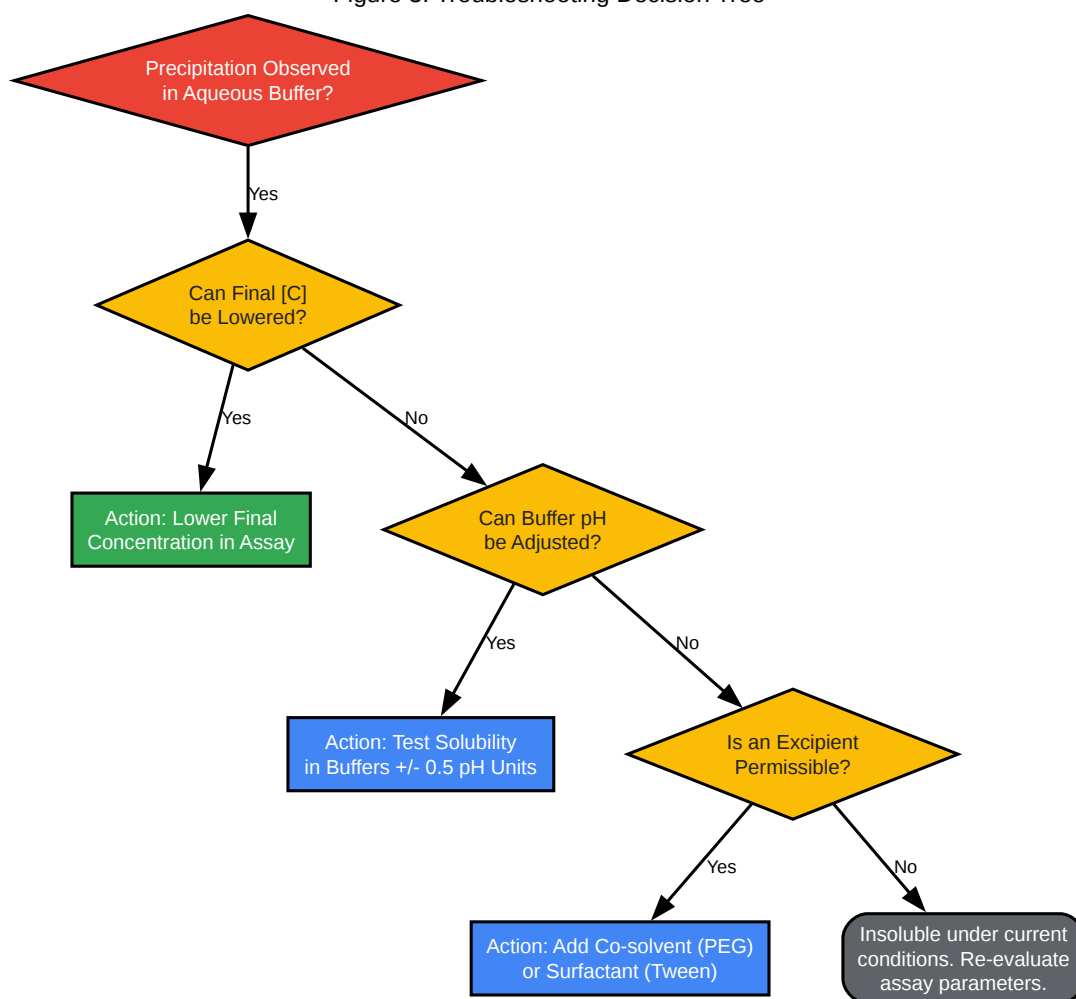 Precipitation Observed
in Aqueous Buffer?
Yes
Can Final [C]
be Lowered?
Yes
No
Action: Lower Final
Concentration in Assay
Can Buffer pH
be Adjusted?
Yes
No
Action: Test Solubility
in Buffers +/- 0.5 pH Units
Is an Excipient
Permissible?
Yes
No
Action: Add Co-solvent (PEG)
or Surfactant (Tween)
Insoluble under current
conditions. Re-evaluate
assay parameters.